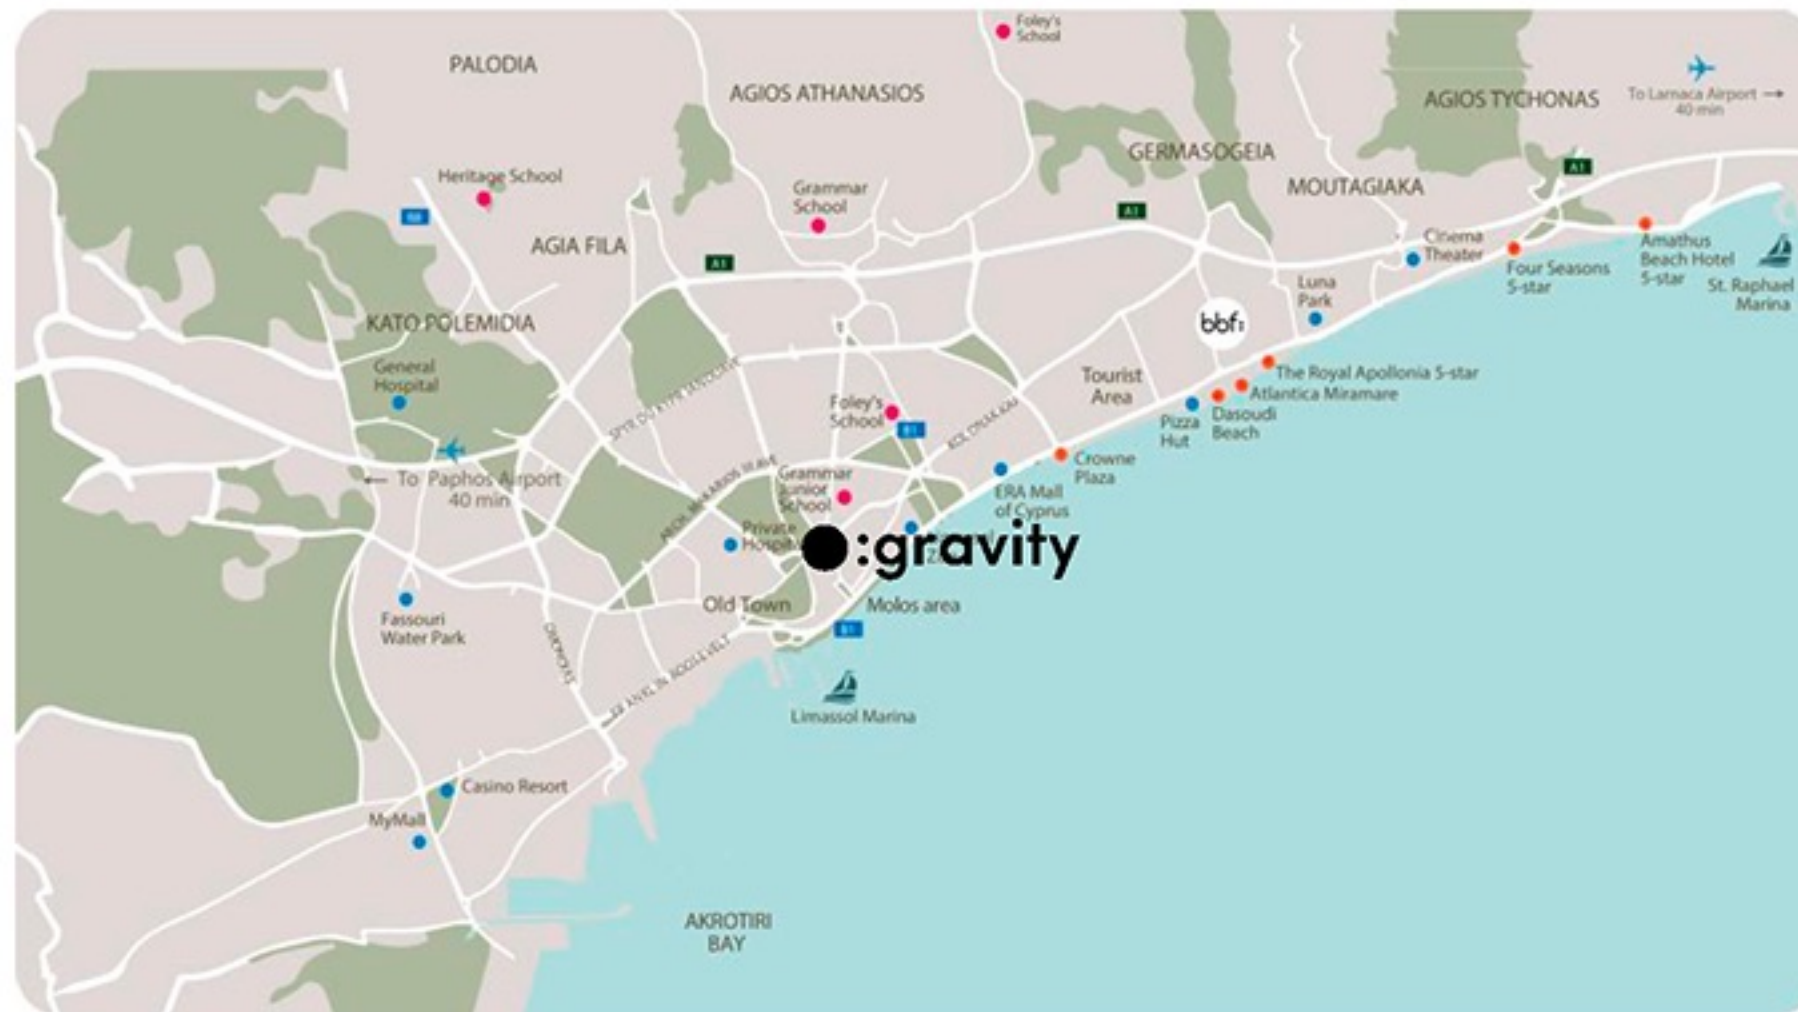 Foley's
School
PALODIA
AGIOS ATHANASIOS
AGIOS TYCHONAS
To Larnaca Airport →
40 min
GERMASOGEIA
MOUTAGIAKA
A1
Heritage School
Grammar
School
A1
AGIA FILA
A1
Cinema
Theater
Four Seasons
5-star
Amathus
Beach Hotel
5-star
St. Raphael
Marina
Luna
Park
KATO POLEMIDIA
bbf:
General
Hospital
The Royal Apollonia 5-star
Atlantica Miramare
Tourist
Area
Dasoudi
Beach
Pizza
Hut
Foley's
School
B1
← To Paphos Airport
40 min
Crowne
Plaza
Grammar
Junior
School
ERA Mall
of Cyprus
Private
:gravity
Old Town
Molos area
B1
Fassouri
Water Park
FRANKLIN ROOSEVELT
Limassol Marina
Casino Resort
MyMall
AKROTIRI
BAY